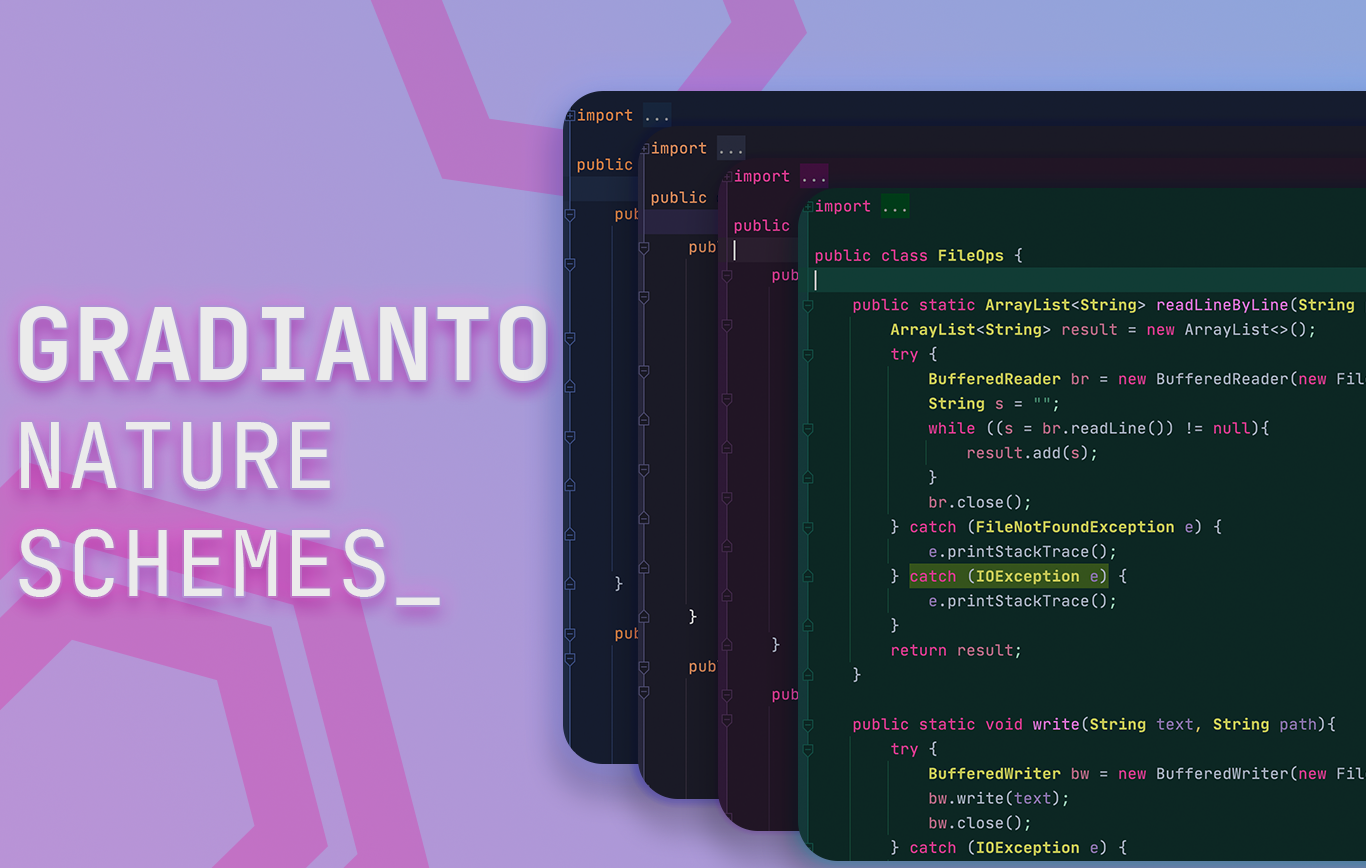 GRADIANTO
NATURE
SCHEMES_
import ...
public
pub
}
pub
import ...
public
pub
}
pub
import ...
public
pub
}
pub
import ...
public class FileOps {
public static ArrayList<String> readLineByLine(String
ArrayList<String> result = new ArrayList<>();
try {
BufferedReader br = new BufferedReader(new Fil
String s = "";
while ((s = br.readLine()) != null){
result.add(s);
}
br.close();
} catch (FileNotFoundException e) {
e.printStackTrace();
} catch (IOException e) {
e.printStackTrace();
}
return result;
}
public static void write(String text, String path){
try {
BufferedWriter bw = new BufferedWriter(new Fil
bw.write(text);
bw.close();
} catch (IOException e) {